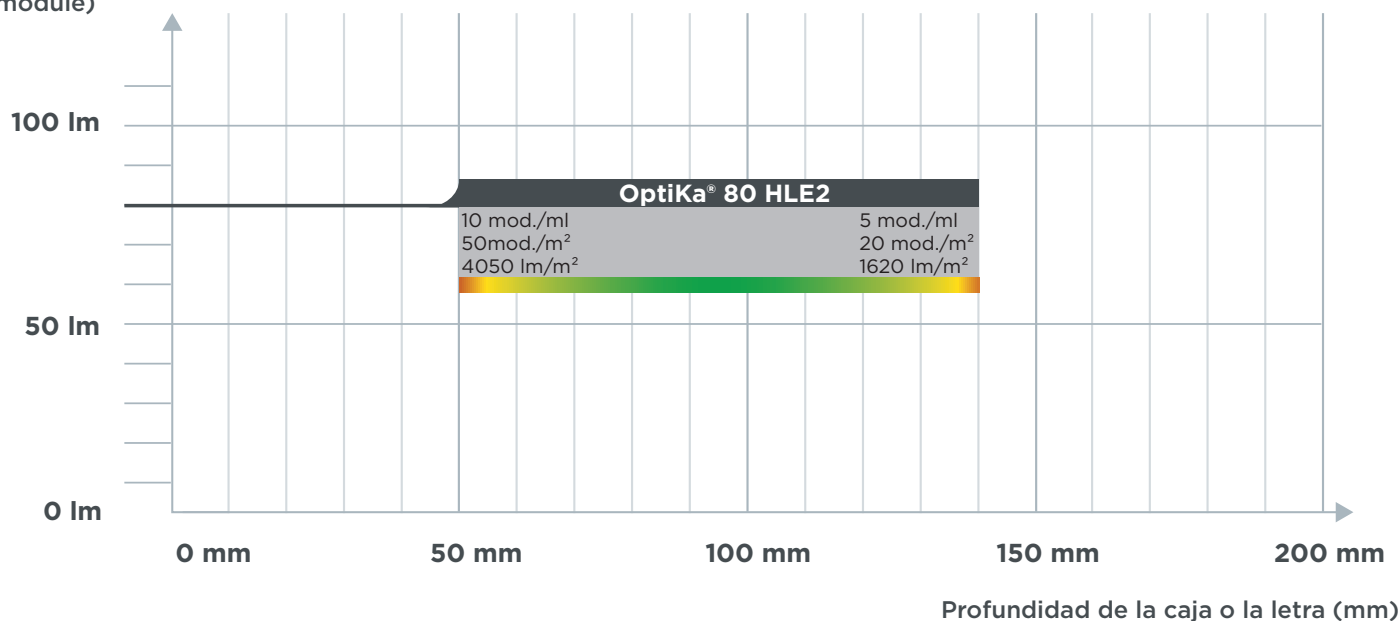 module)
100 lm
OptiKa® 80 HLE2
10 mod./ml
50mod./m²
4050 lm/m²
5 mod./ml
20 mod./m²
1620 lm/m²
50 lm
0 lm
0 mm
50 mm
100 mm
150 mm
200 mm
Profundidad de la caja o la letra (mm)